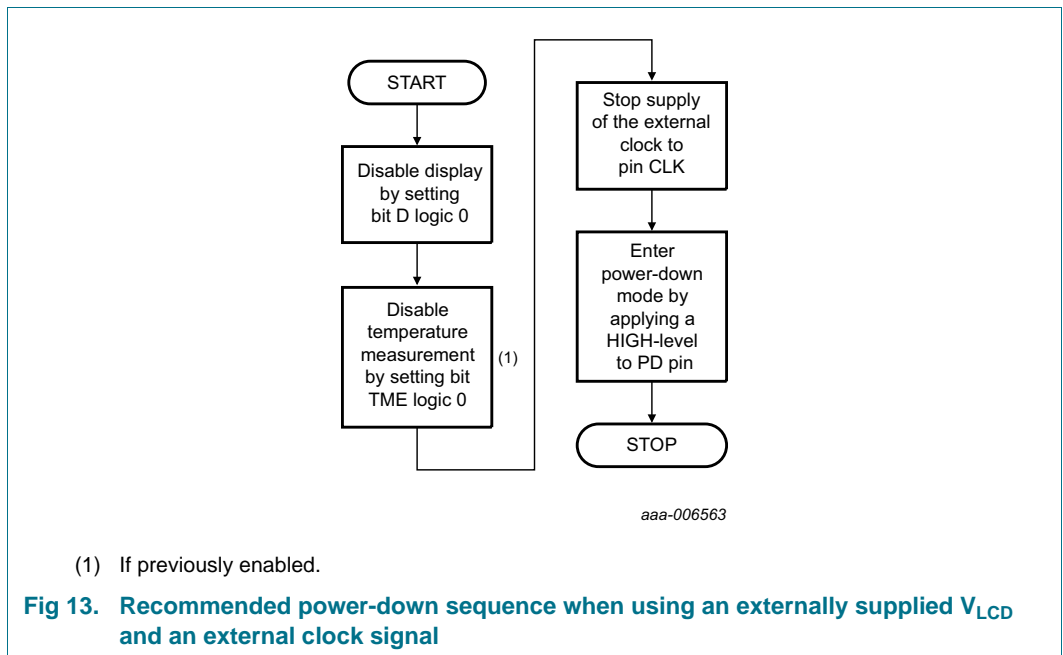 START
Disable display
by setting
bit D logic 0
Disable
temperature
measurement
by setting bit
TME logic 0
(1)
Stop supply
of the external
clock to
pin CLK
Enter
power-down
mode by
applying a
HIGH-level
to PD pin
STOP
aaa-006563
(1) If previously enabled.
Fig 13. Recommended power-down sequence when using an externally supplied VLCD
and an external clock signal